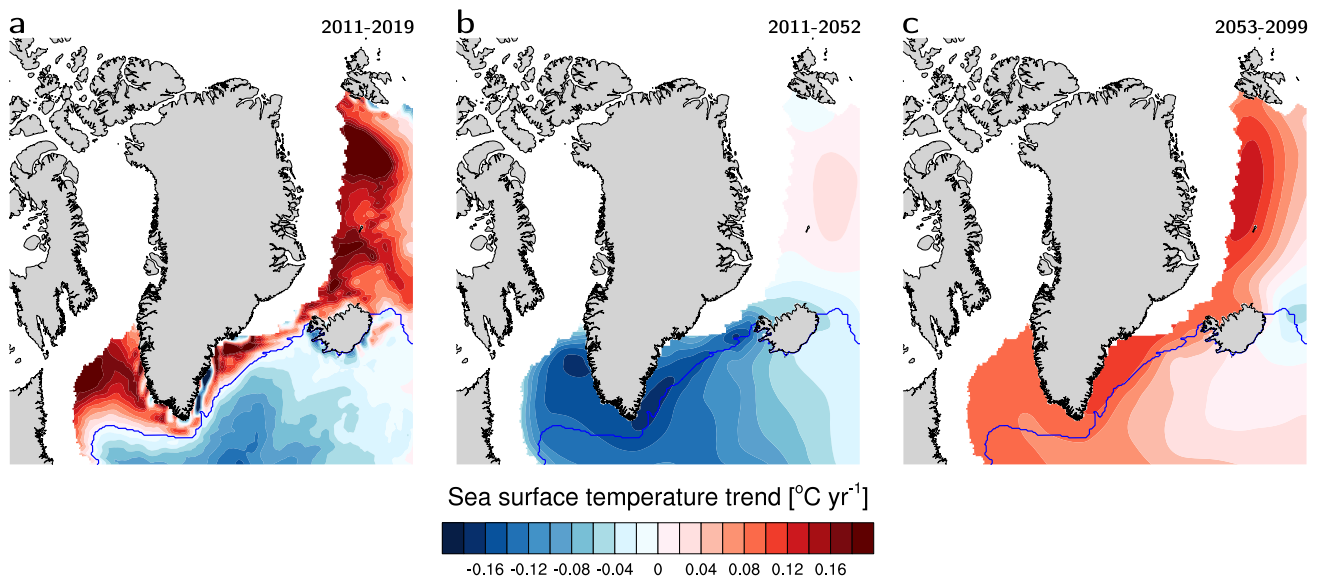 a 2011-2019
b 2011-2052
c 2053-2099
Sea surface temperature trend [°C yr⁻¹]
-0.16 -0.12 -0.08 -0.04 0 0.04 0.08 0.12 0.16